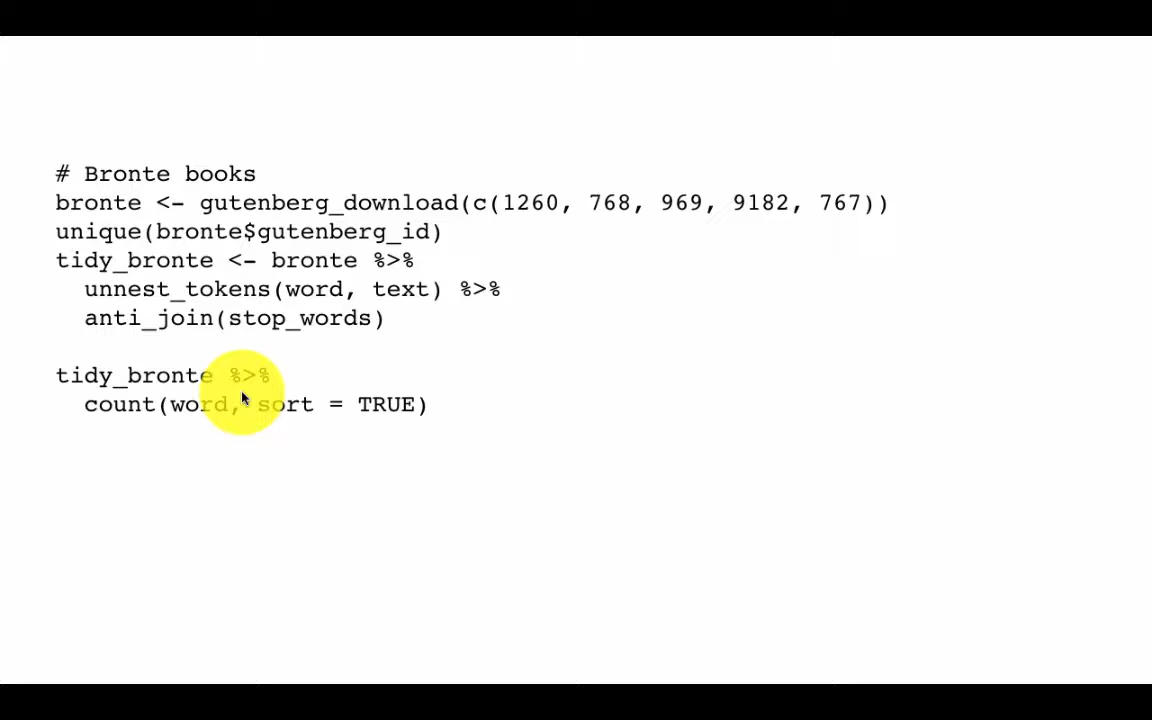 # Bronte books
bronte <- gutenberg_download(c(1260, 768, 969, 9182, 767))
unique(bronte$gutenberg_id)
tidy_bronte <- bronte %>%
  unnest_tokens(word, text) %>%
  anti_join(stop_words)

tidy_bronte %>%
  count(word, sort = TRUE)